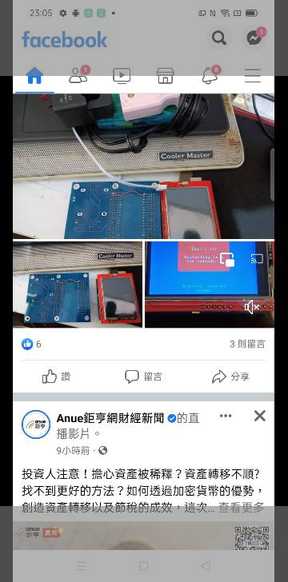 23:05
facebook
Cooler Master
Cooler Master
6
3 則留言
讚
留言
分享
Anue鉅亨網財經新聞 的直
播影片。
9小時前
投資人注意！擔心資產被稀釋？資產轉移不順?
找不到更好的方法？如何透過加密貨幣的優勢，
創造資產轉移以及節稅的成效，這次... 查看更多